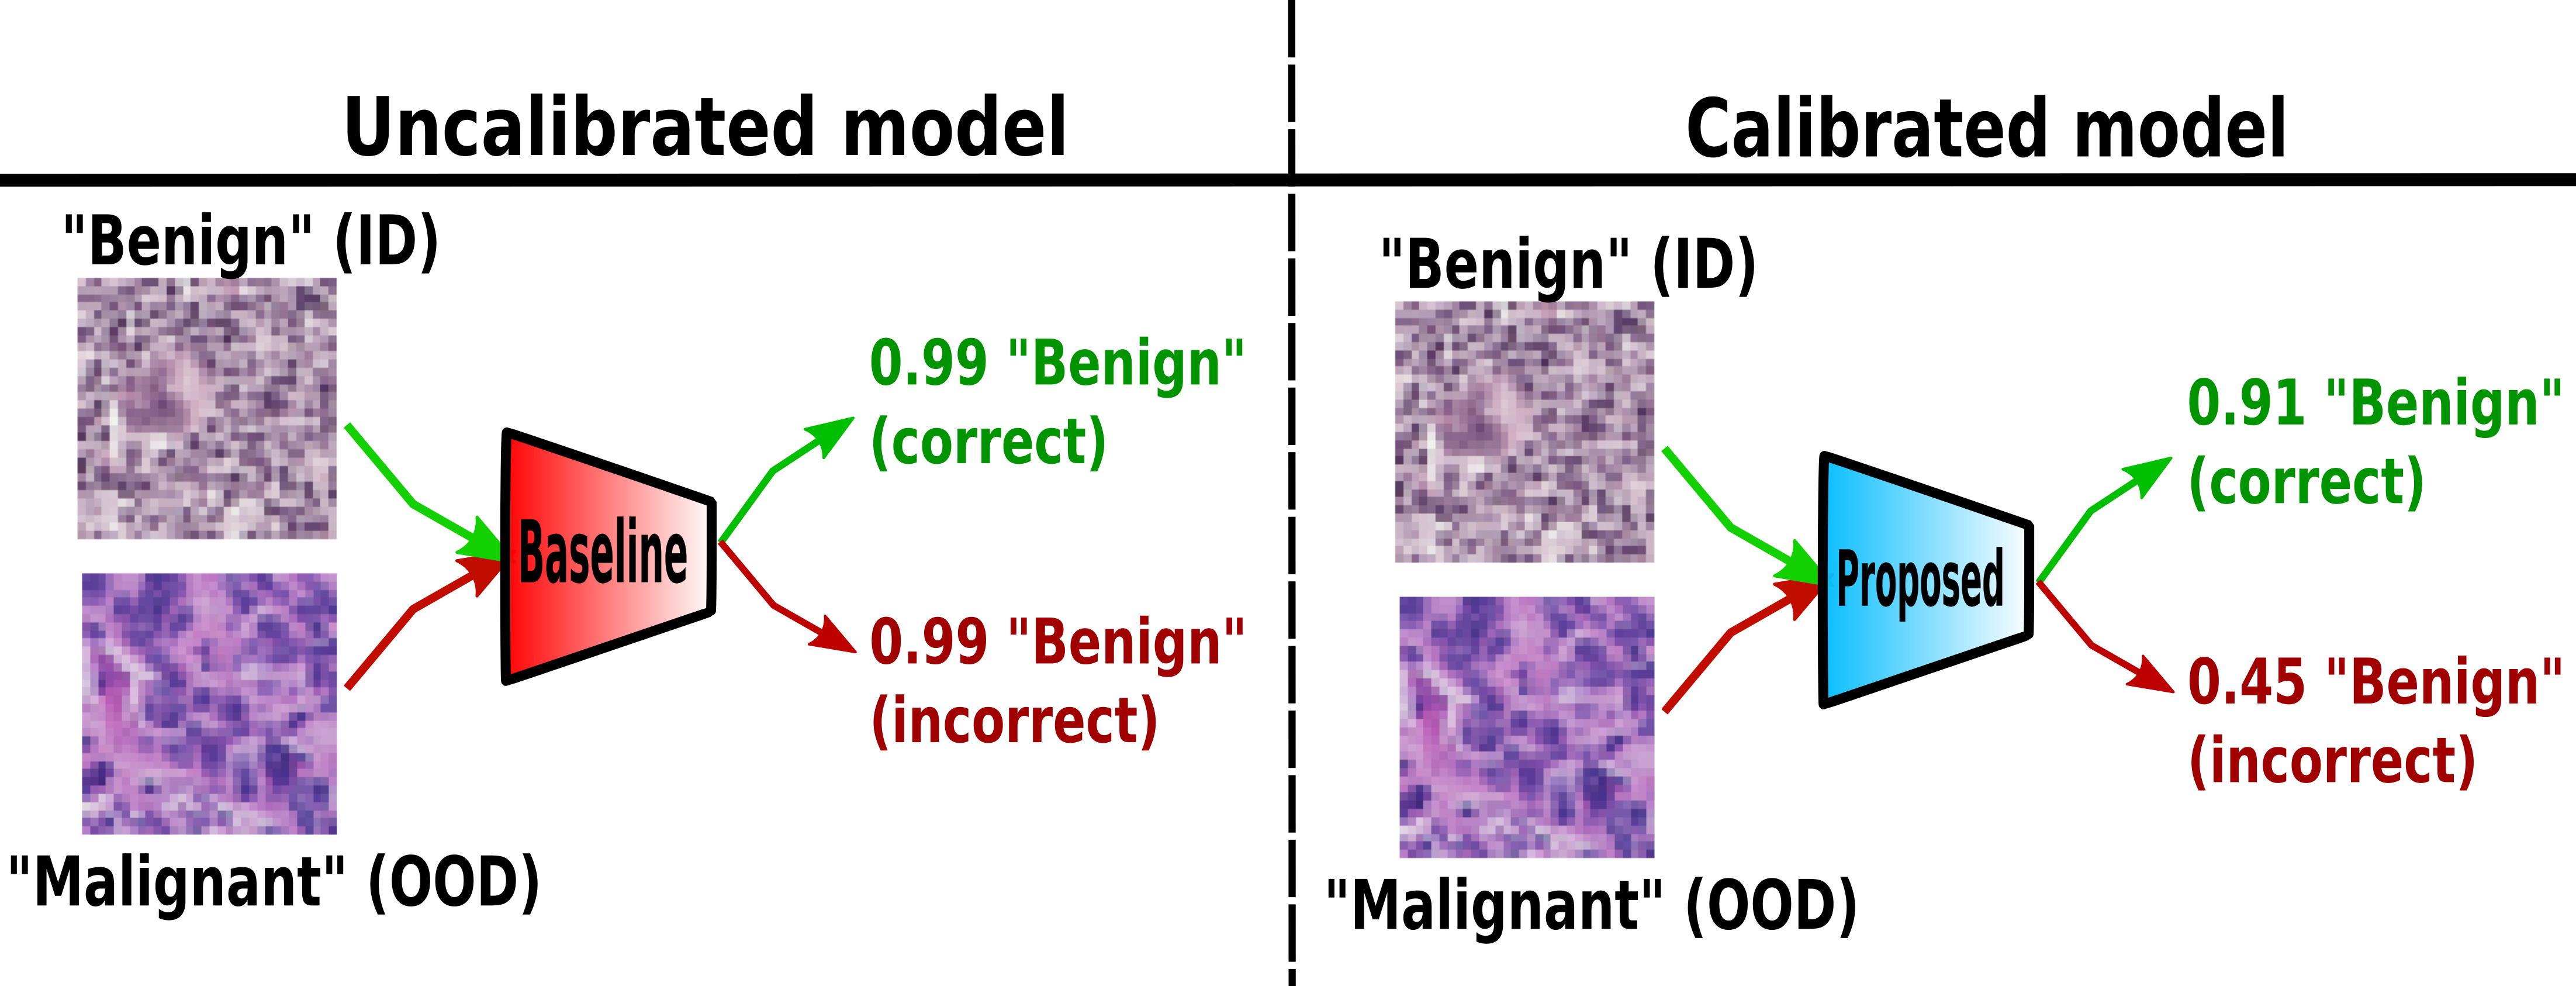 Uncalibrated model
"Benign" (ID)
Baseline
0.99 "Benign"
(correct)
0.99 "Benign"
(incorrect)
"Malignant" (OOD)
Calibrated model
"Benign" (ID)
Proposed
0.91 "Benign"
(correct)
0.45 "Benign"
(incorrect)
"Malignant" (OOD)